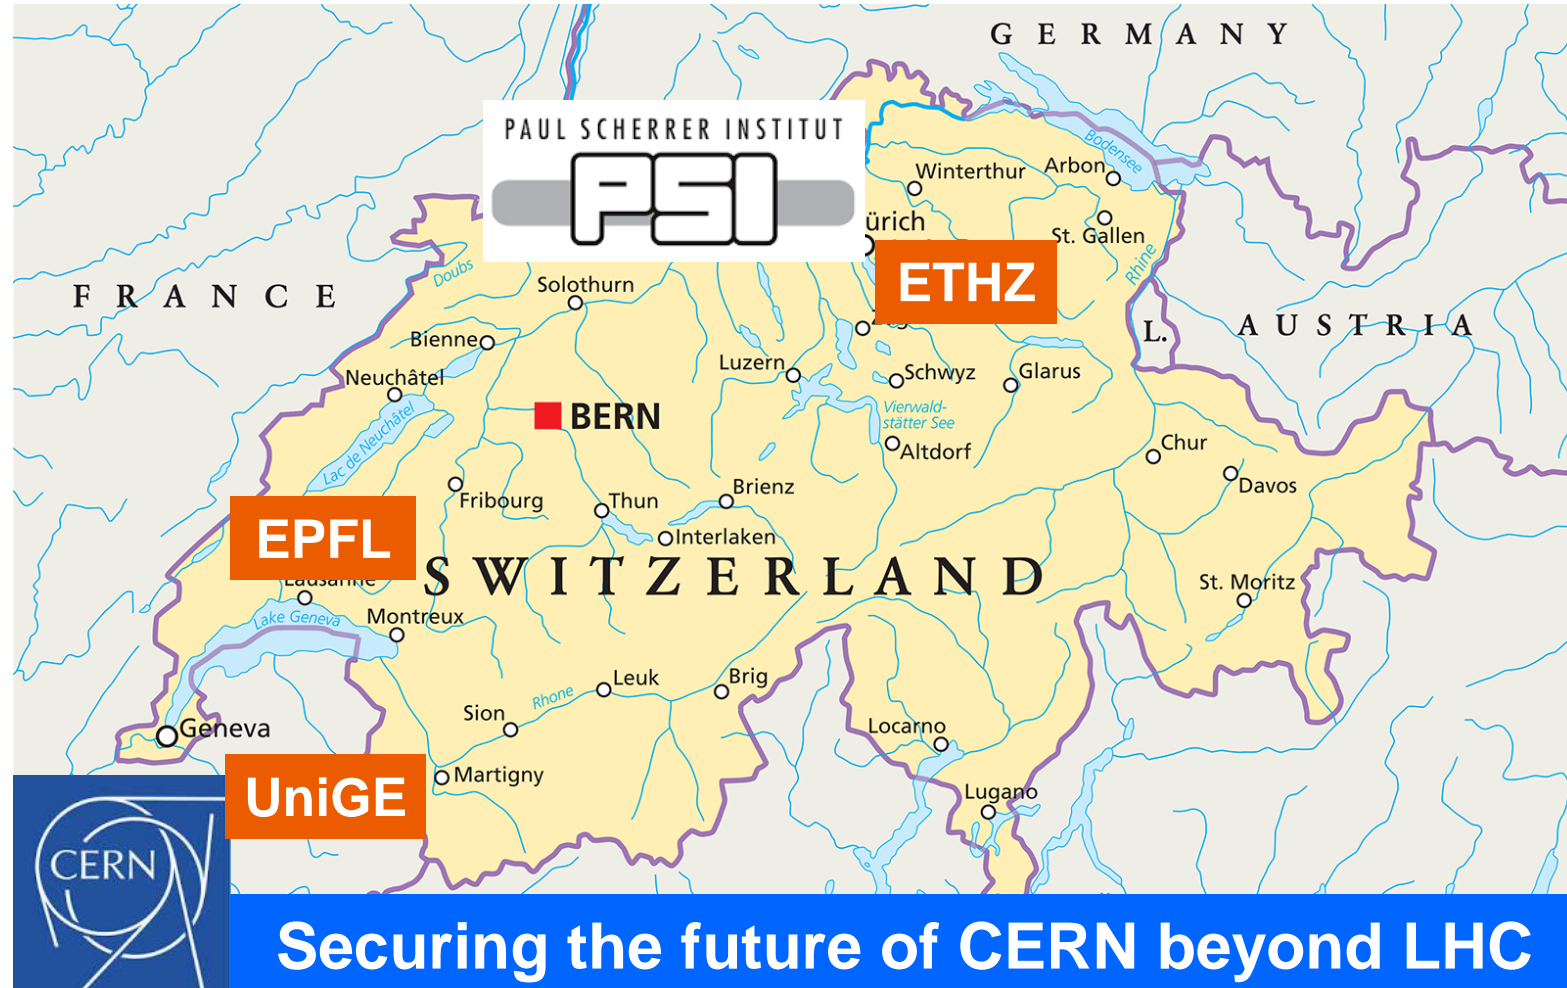 GERMANY
PAUL SCHERRER INSTITUT
PSI
Bodensee
Winterthur
Arbon
ürich
St. Gallen
Rhine
ETHZ
Doubs
FRANCE
Solothurn
L.
AUSTRIA
Bienne
Luzern
Schwyz
Glarus
Neuchâtel
Lac de Neuchâtel
BERN
Vierwald-
stätter See
Altdorf
Chur
Davos
Fribourg
Thun
Brienz
Interlaken
EPFL
Lausanne
SWITZERLAND
St. Moritz
Lake Geneva
Montreux
Leuk
Brig
Rhone
Sion
Locarno
Geneva
Martigny
UniGE
Lugano
CERN
Securing the future of CERN beyond LHC